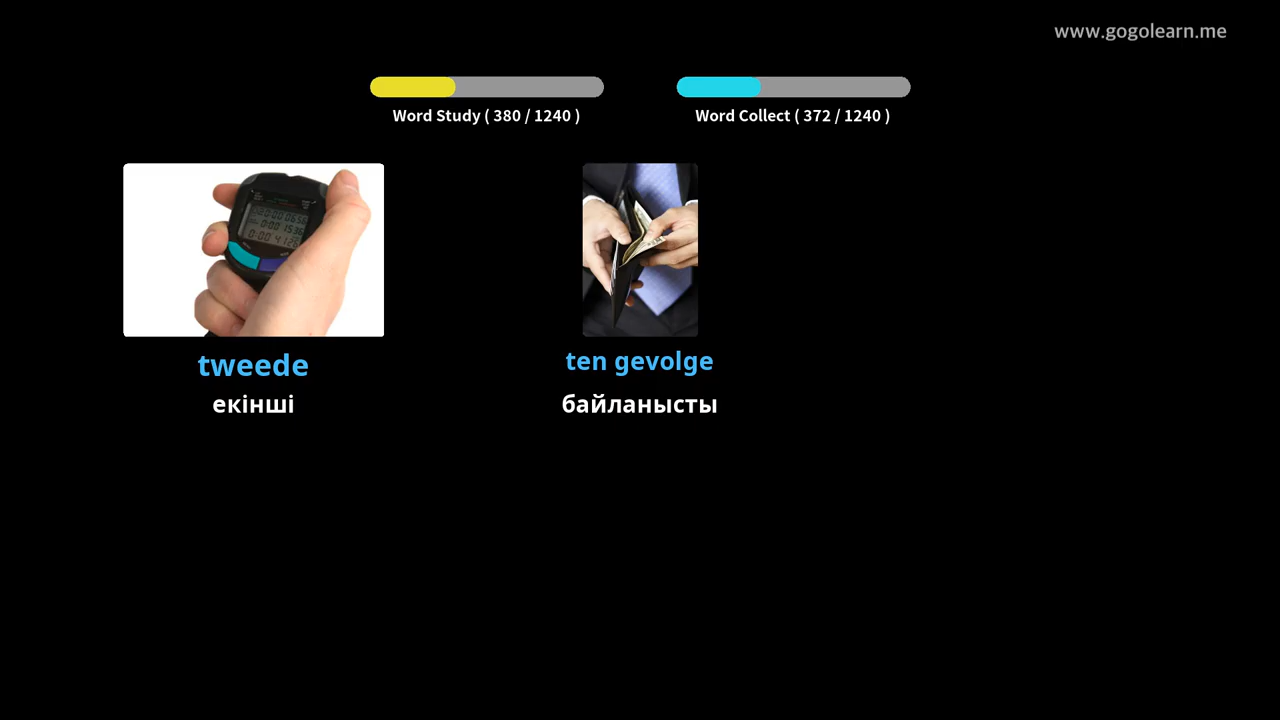 www.gogolearn.me
Word Study ( 380 / 1240 )
Word Collect ( 372 / 1240 )
tweede
ten gevolge
екінші
байланысты